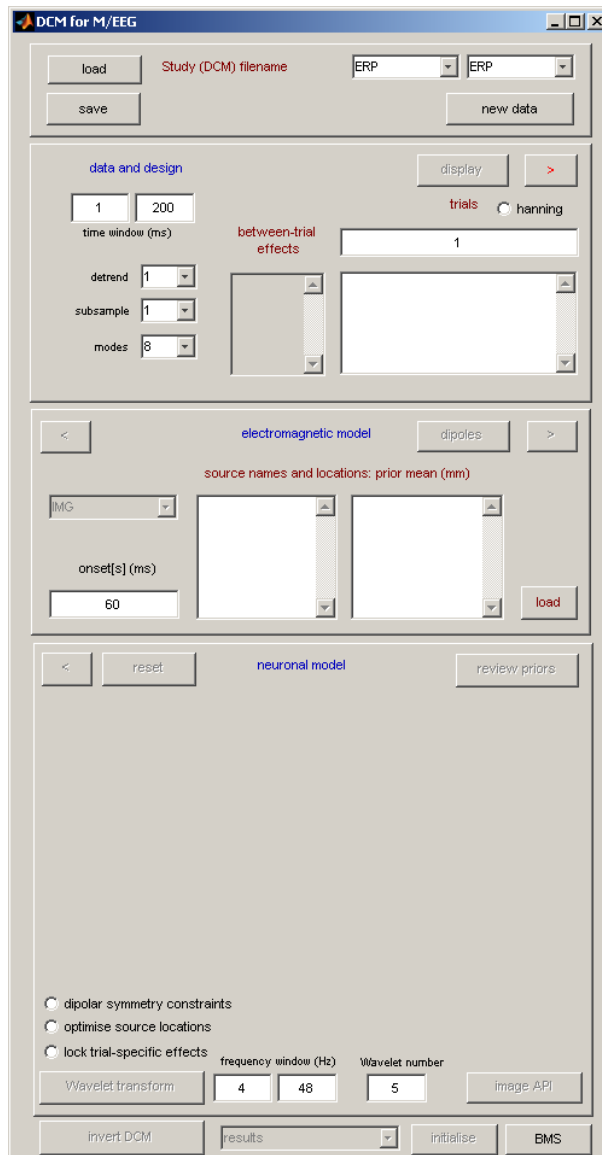 DCM for M/EEG
load Study (DCM) filename ERP ERP
save new data
data and design display >
trials hanning
1 200
time window (ms) between-trial
effects
1
detrend 1
subsample 1
modes 8
< electromagnetic model dipoles >
source names and locations: prior mean (mm)
IMG
onset[s] (ms)
60
load
< reset neuronal model review priors
dipolar symmetry constraints
optimise source locations
lock trial-specific effects frequency window (Hz) Wavelet number
Wavelet transform 4 48 5 image API
invert DCM results initialise BMS